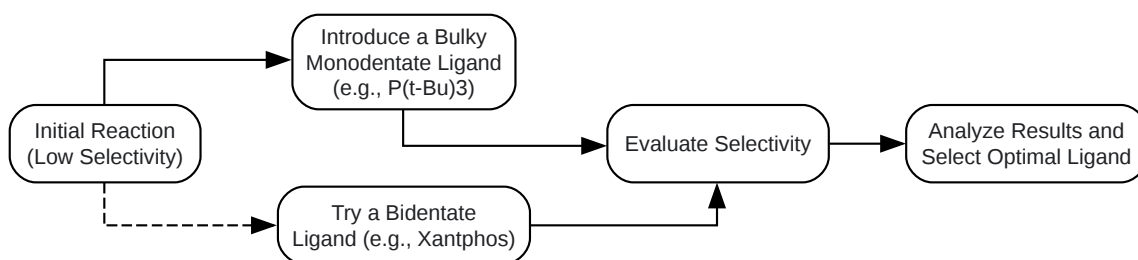 Introduce a Bulky
Monodentate Ligand
(e.g., P(t-Bu)3)
Initial Reaction
(Low Selectivity)
Evaluate Selectivity
Analyze Results and
Select Optimal Ligand
Try a Bidentate
Ligand (e.g., Xantphos)